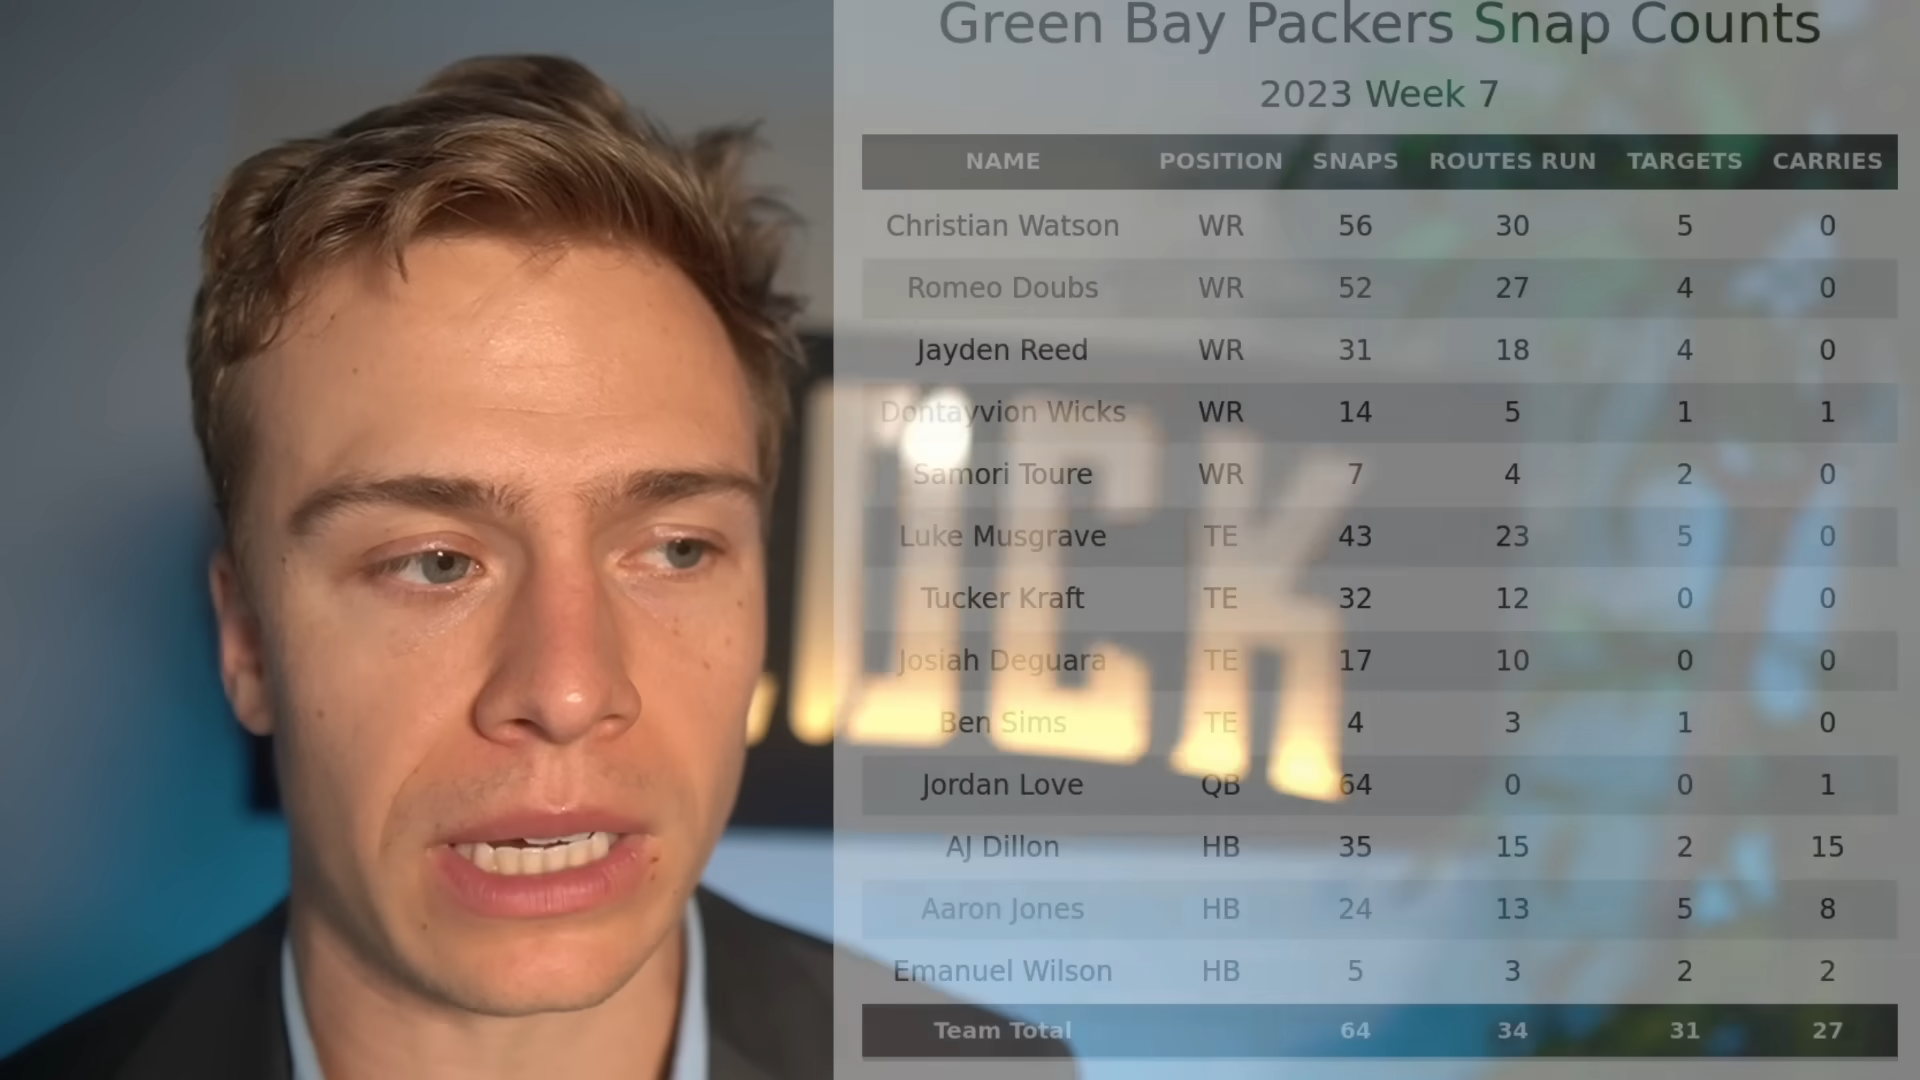 Green Bay Packers Snap Counts
2023 Week 7
NAME POSITION SNAPS ROUTES RUN TARGETS CARRIES
Christian Watson WR 56 30 5 0
Romeo Doubs WR 52 27 4 0
Jayden Reed WR 31 18 4 0
Dontayvion Wicks WR 14 5 1 1
Samori Toure WR 7 4 2 0
Luke Musgrave TE 43 23 5 0
Tucker Kraft TE 32 12 0 0
Josiah Deguara TE 17 10 0 0
Ben Sims TE 4 3 1 0
Jordan Love QB 64 0 0 1
AJ Dillon HB 35 15 2 15
Aaron Jones HB 24 13 5 8
Emanuel Wilson HB 5 3 2 2
Team Total 64 34 31 27